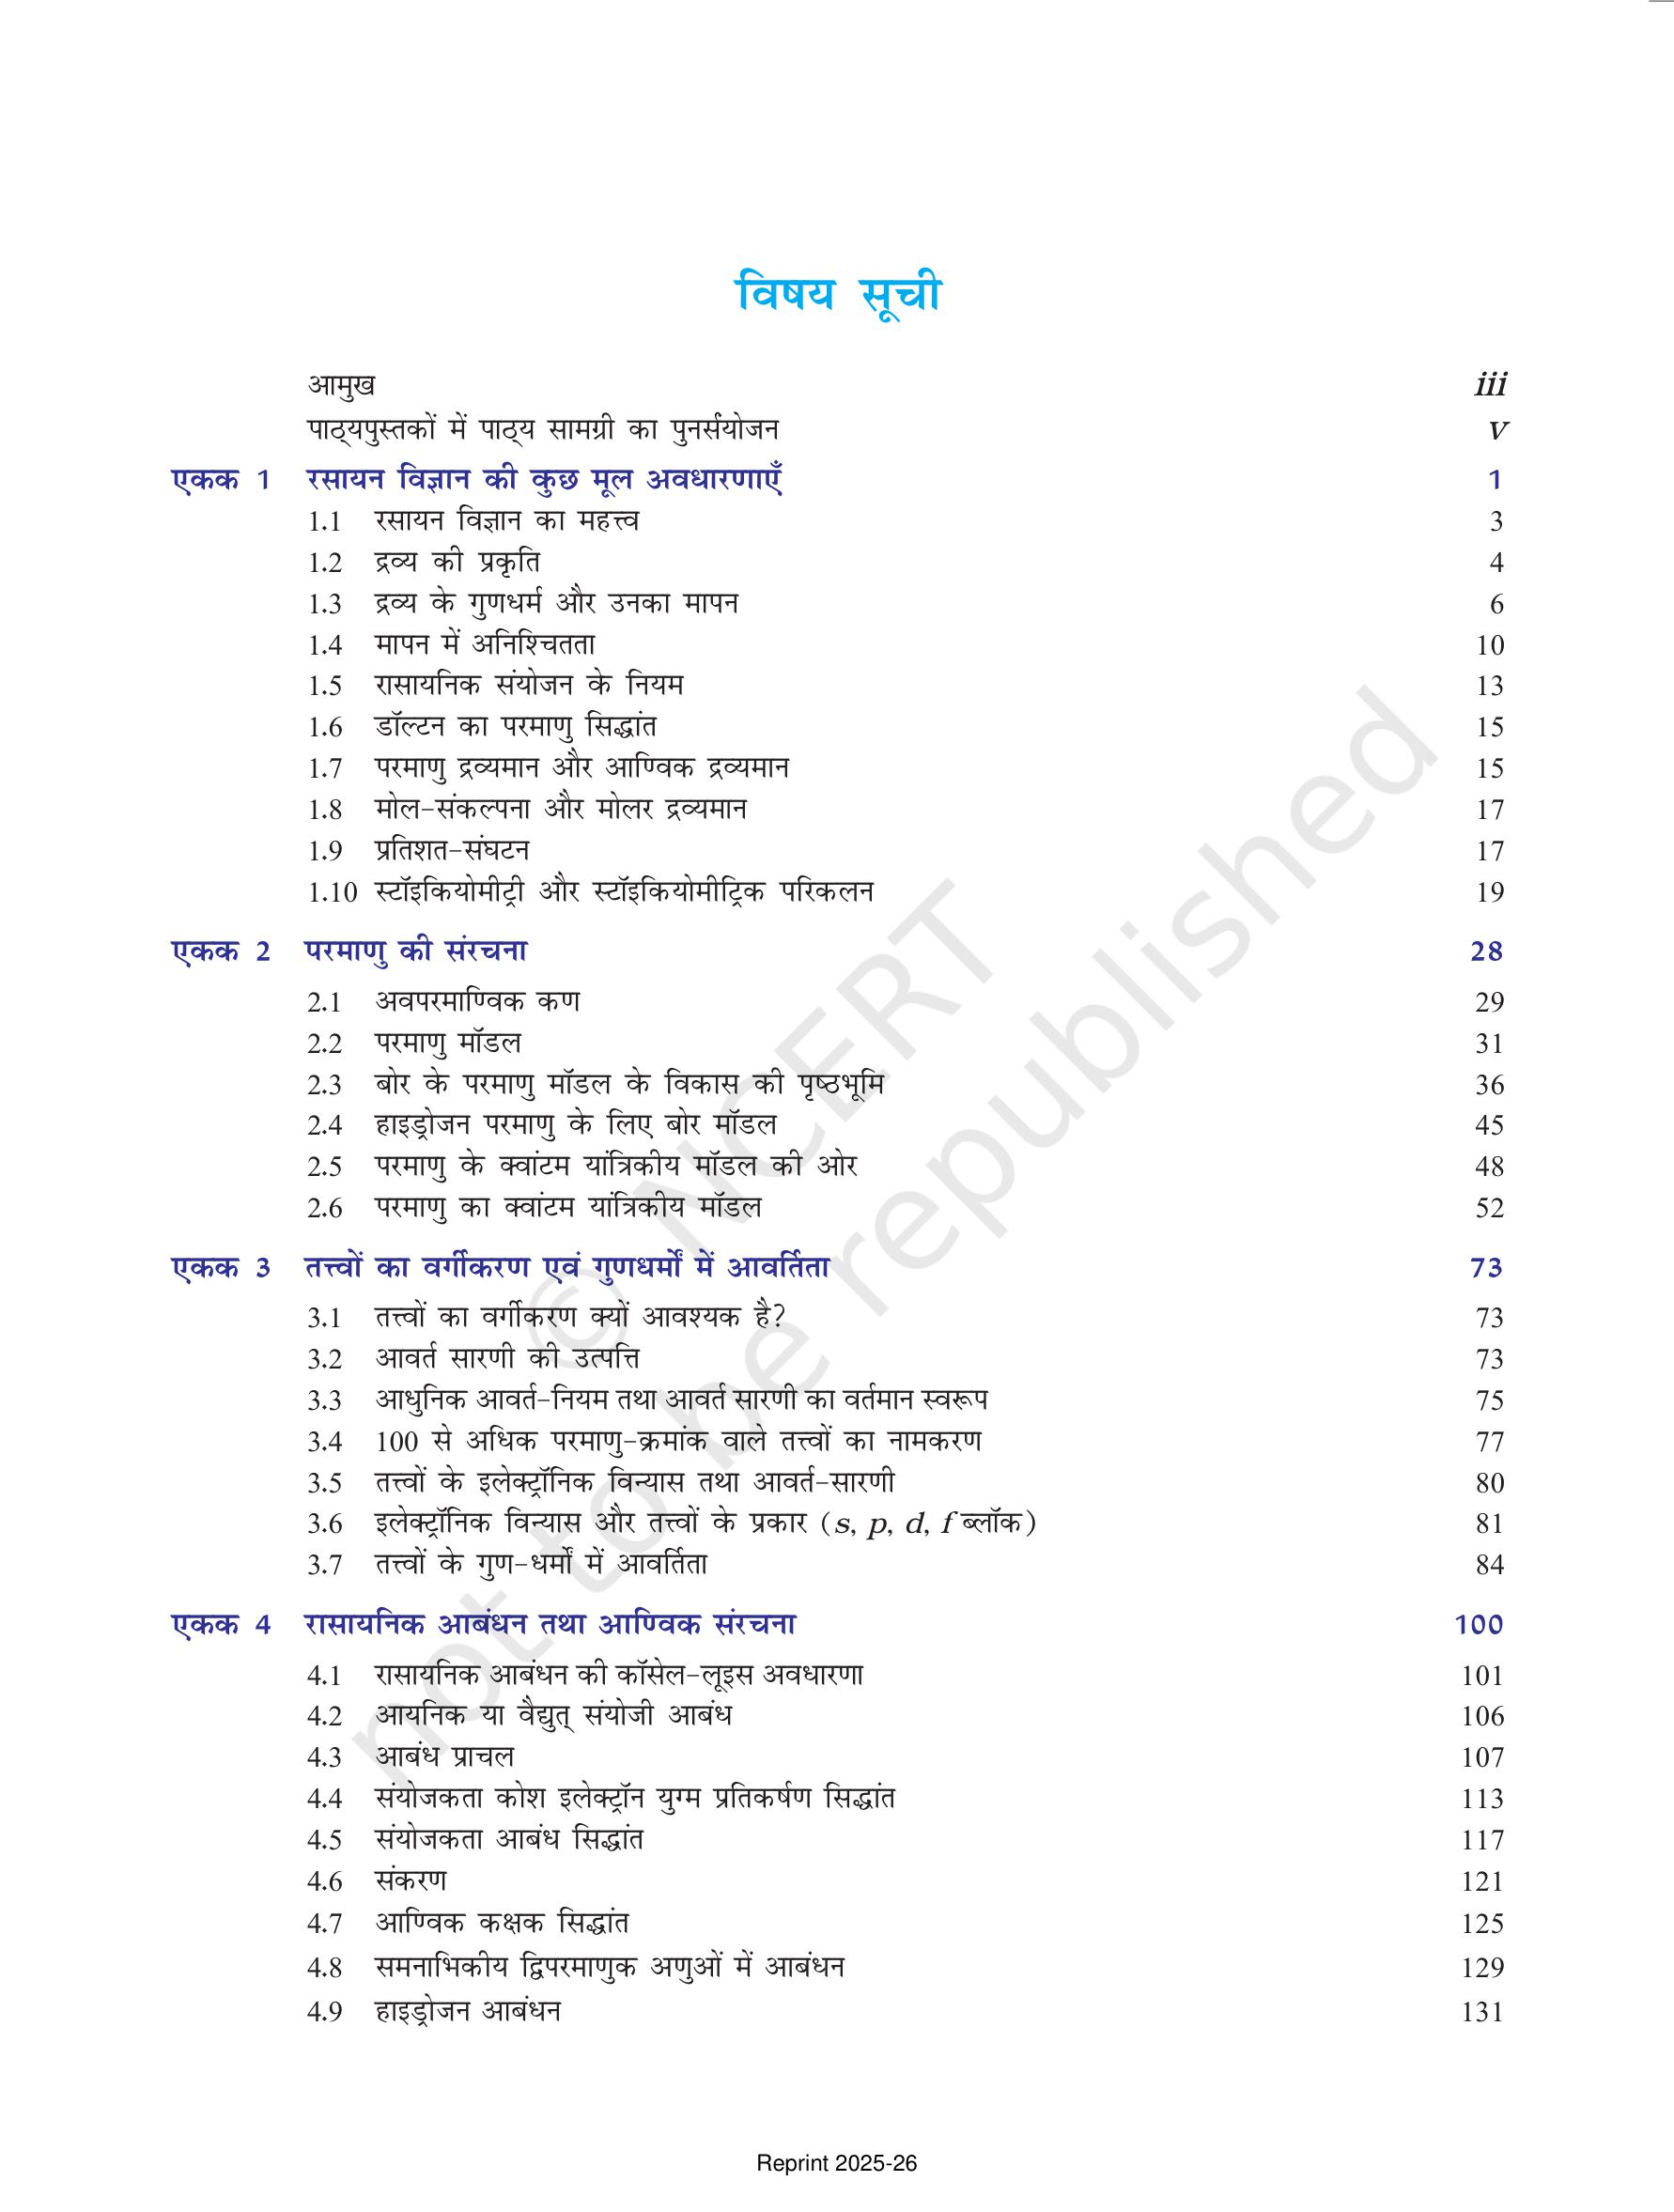 विषय सूची
आमुख iii
पाठ्यपुस्तकों में पाठ्य सामग्री का पुनर्संयोजन v
एकक 1 रसायन विज्ञान की कुछ मूल अवधारणाएँ 1
1.1 रसायन विज्ञान का महत्त्व 3
1.2 द्रव्य की प्रकृति 4
1.3 द्रव्य के गुणधर्म और उनका मापन 6
1.4 मापन में अनिश्चितता 10
1.5 रासायनिक संयोजन के नियम 13
1.6 डॉल्टन का परमाणु सिद्धांत 15
1.7 परमाणु द्रव्यमान और आण्विक द्रव्यमान 15
1.8 मोल-संकल्पना और मोलर द्रव्यमान 17
1.9 प्रतिशत-संघटन 17
1.10 स्टॉइकियोमीट्री और स्टॉइकियोमीट्रिक परिकलन 19
एकक 2 परमाणु की संरचना 28
2.1 अवपरमाण्विक कण 29
2.2 परमाणु मॉडल 31
2.3 बोर के परमाणु मॉडल के विकास की पृष्ठभूमि 36
2.4 हाइड्रोजन परमाणु के लिए बोर मॉडल 45
2.5 परमाणु के क्वांटम यांत्रिकीय मॉडल की ओर 48
2.6 परमाणु का क्वांटम यांत्रिकीय मॉडल 52
एकक 3 तत्त्वों का वर्गीकरण एवं गुणधर्मों में आवर्तिता 73
3.1 तत्त्वों का वर्गीकरण क्यों आवश्यक है? 73
3.2 आवर्त सारणी की उत्पत्ति 73
3.3 आधुनिक आवर्त-नियम तथा आवर्त सारणी का वर्तमान स्वरूप 75
3.4 100 से अधिक परमाणु-क्रमांक वाले तत्त्वों का नामकरण 77
3.5 तत्त्वों के इलेक्ट्रॉनिक विन्यास तथा आवर्त-सारणी 80
3.6 इलेक्ट्रॉनिक विन्यास और तत्त्वों के प्रकार (s, p, d, f ब्लॉक) 81
3.7 तत्त्वों के गुण-धर्मों में आवर्तिता 84
एकक 4 रासायनिक आबंधन तथा आण्विक संरचना 100
4.1 रासायनिक आबंधन की कॉसेल-लूइस अवधारणा 101
4.2 आयनिक या वैद्युत् संयोजी आबंध 106
4.3 आबंध प्राचल 107
4.4 संयोजकता कोश इलेक्ट्रॉन युग्म प्रतिकर्षण सिद्धांत 113
4.5 संयोजकता आबंध सिद्धांत 117
4.6 संकरण 121
4.7 आण्विक कक्षक सिद्धांत 125
4.8 समनाभिकीय द्विपरमाणुक अणुओं में आबंधन 129
4.9 हाइड्रोजन आबंधन 131
© NCERT
not to be republished
Reprint 2025-26